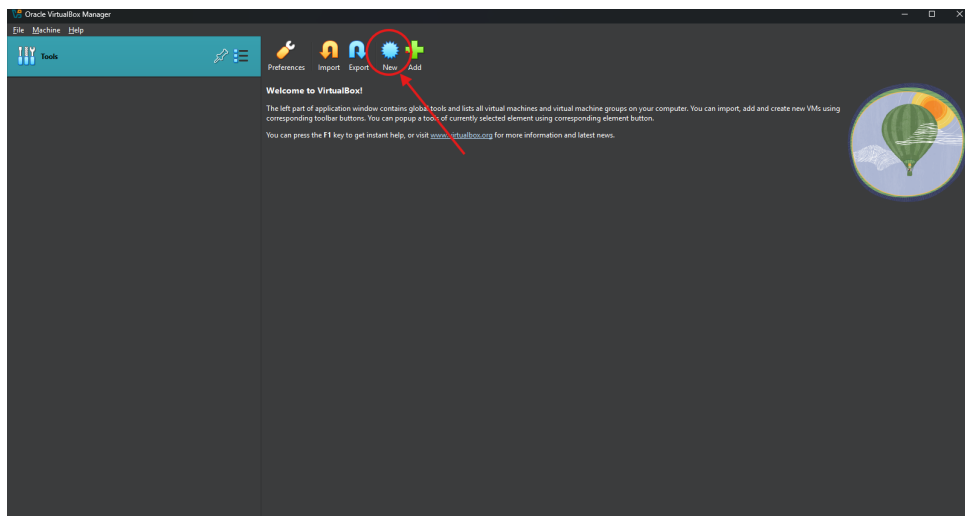 Oracle VirtualBox Manager
File Machine Help
Tools
Preferences Import Export New Add
Welcome to VirtualBox!
The left part of application window contains global tools and lists all virtual machines and virtual machine groups on your computer. You can import, add and create new VMs using
corresponding toolbar buttons. You can popup a tools of currently selected element using corresponding element button.
You can press the F1 key to get instant help, or visit www.virtualbox.org for more information and latest news.